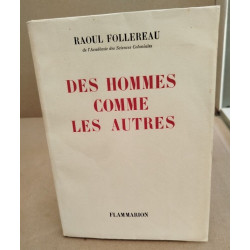 RAOUL FOLLEREAU
de l'Académie des Sciences Coloniales
DES HOMMES
COMME
LES AUTRES
FLAMMARION